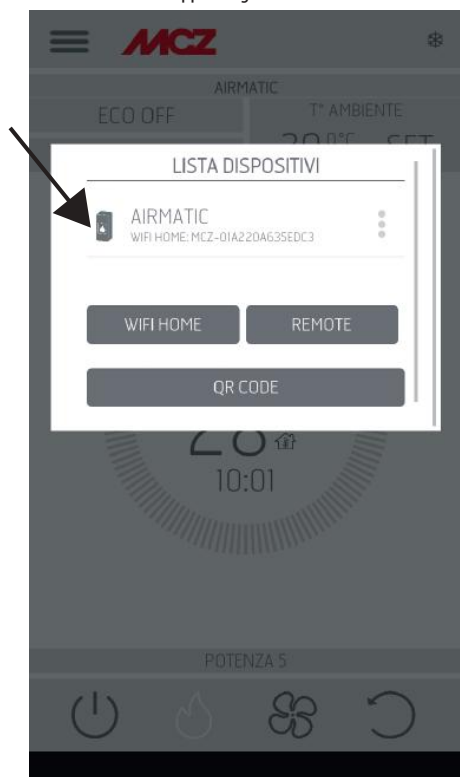 MCZ
AIRMATIC
ECO OFF
T° AMBIENTE
SET
LISTA DISPOSITIVI
AIRMATIC
WIFI HOME: MCZ-01A220A635EDC3
WIFI HOME
REMOTE
QR CODE
10:01
POTENZA 5